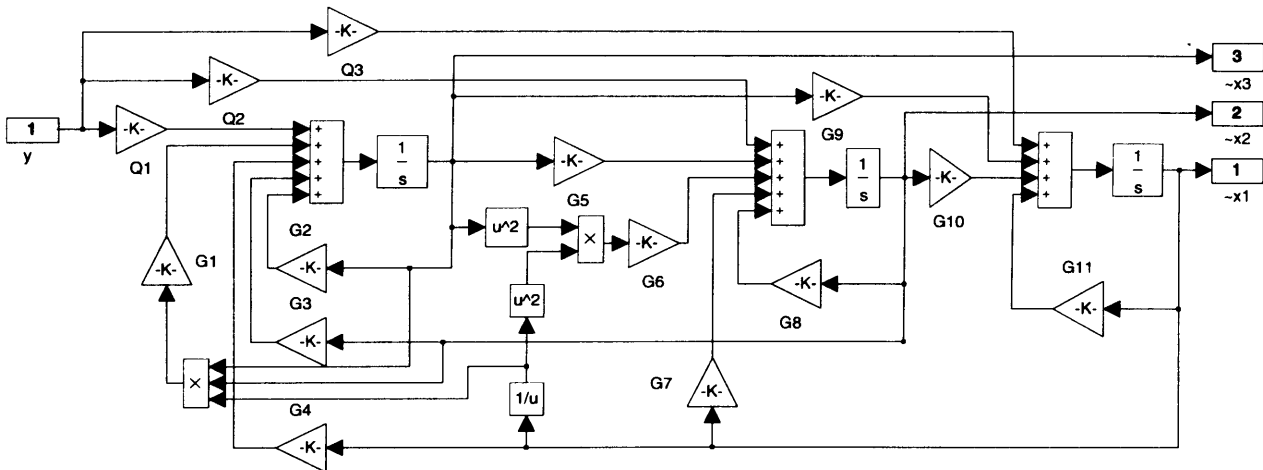 -K-
3
~x3
-K-
Q3
-K-
G9
2
~x2
1
y
-K-
Q2
Q1
+
+
+
+
+
1
s
-K-
G5
+
+
+
+
+
1
s
-K-
G10
+
+
+
+
1
s
1
~x1
G2
u^2
×
-K-
G6
G1
-K-
-K-
G3
u^2
-K-
G8
G11
-K-
-K-
×
G4
1/u
G7
-K-
-K-